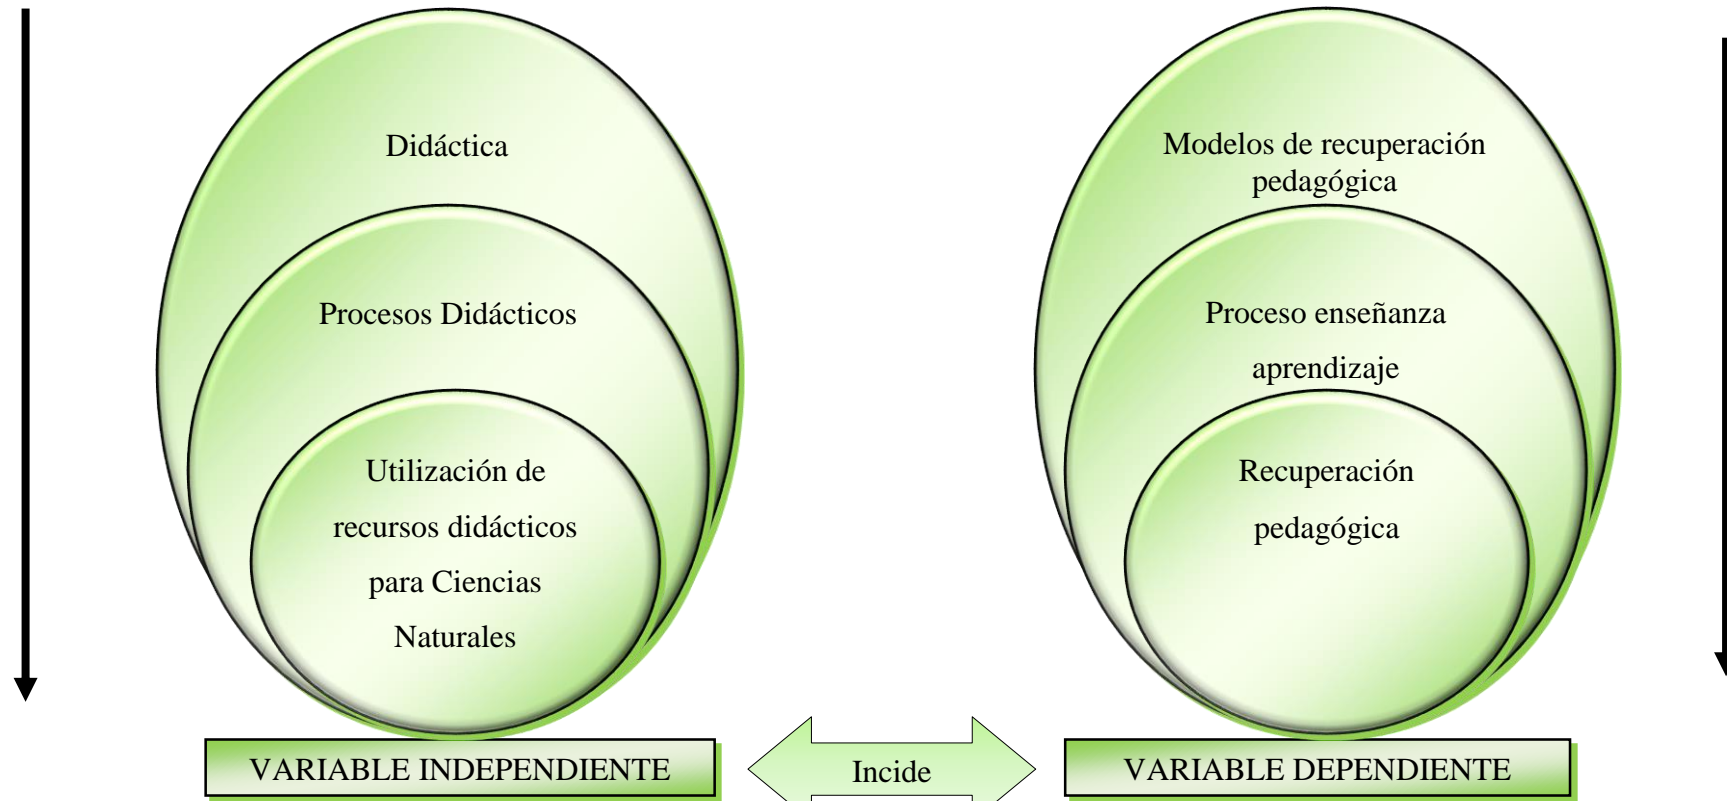 Didáctica
Procesos Didácticos
Utilización de
recursos didácticos
para Ciencias
Naturales
VARIABLE INDEPENDIENTE
Incide
Modelos de recuperación
pedagógica
Proceso enseñanza
aprendizaje
Recuperación
pedagógica
VARIABLE DEPENDIENTE